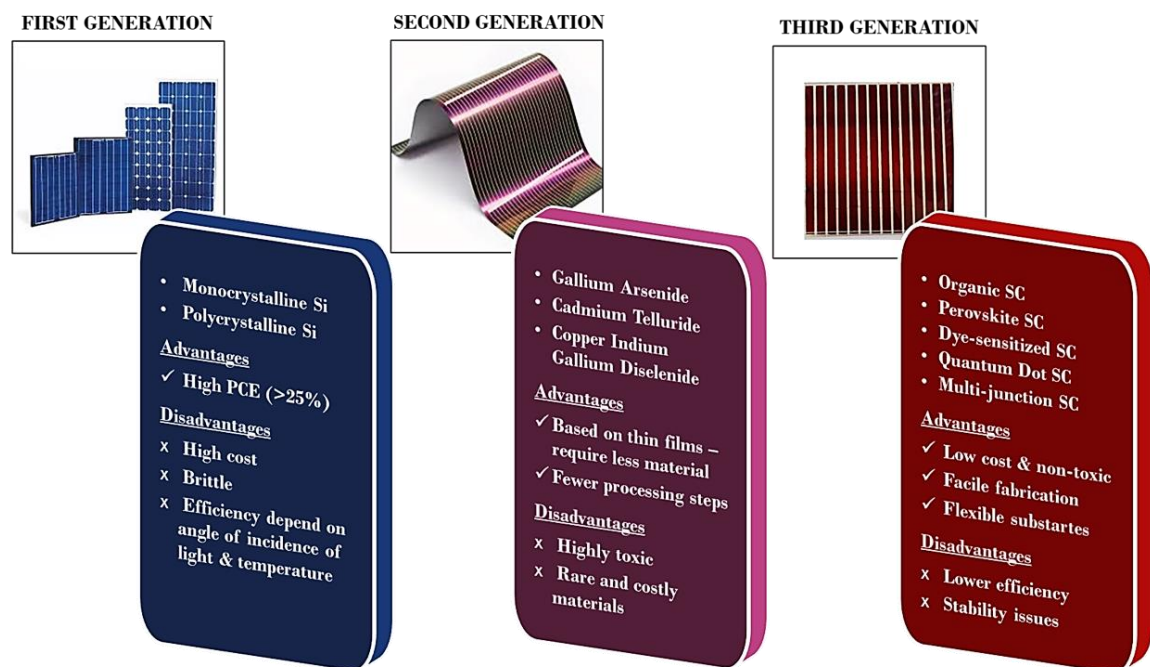 FIRST GENERATION
• Monocrystalline Si
• Polycrystalline Si
Advantages
✓ High PCE (>25%)
Disadvantages
x High cost
x Brittle
x Efficiency depend on
angle of incidence of
light & temperature
SECOND GENERATION
• Gallium Arsenide
• Cadmium Telluride
• Copper Indium
Gallium Diselenide
Advantages
✓ Based on thin films –
require less material
✓ Fewer processing steps
Disadvantages
x Highly toxic
x Rare and costly
materials
THIRD GENERATION
• Organic SC
• Perovskite SC
• Dye-sensitized SC
• Quantum Dot SC
• Multi-junction SC
Advantages
✓ Low cost & non-toxic
✓ Facile fabrication
✓ Flexible substartes
Disadvantages
x Lower efficiency
x Stability issues